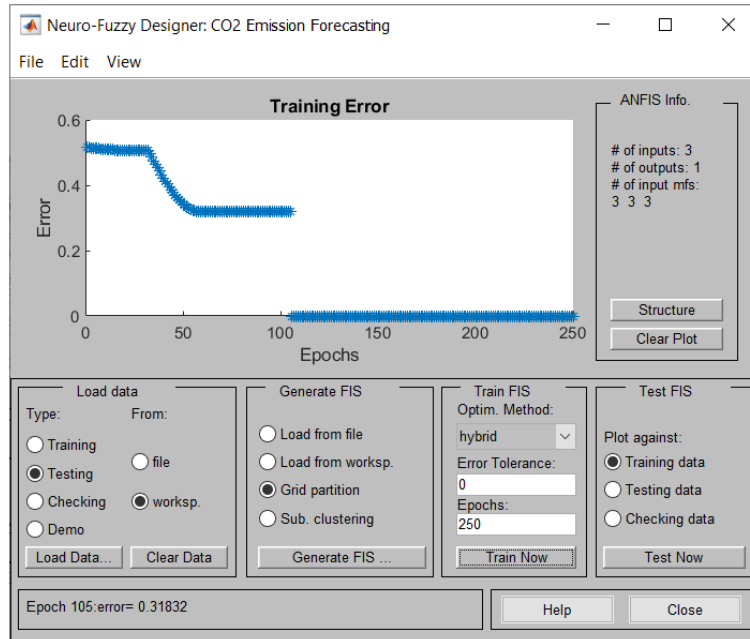 Neuro-Fuzzy Designer: CO2 Emission Forecasting
File Edit View
Training Error
Error
0.6
0.4
0.2
0
0 50 100 150 200 250
Epochs
ANFIS Info.
# of inputs: 3
# of outputs: 1
# of input mfs:
3 3 3
Structure
Clear Plot
Load data
Type: From:
Training
Testing
Checking
Demo
file
worksp.
Load Data... Clear Data
Generate FIS
Load from file
Load from worksp.
Grid partition
Sub. clustering
Generate FIS ...
Train FIS
Optim. Method:
hybrid
Error Tolerance:
0
Epochs:
250
Train Now
Test FIS
Plot against:
Training data
Testing data
Checking data
Test Now
Epoch 105:error= 0.31832
Help
Close